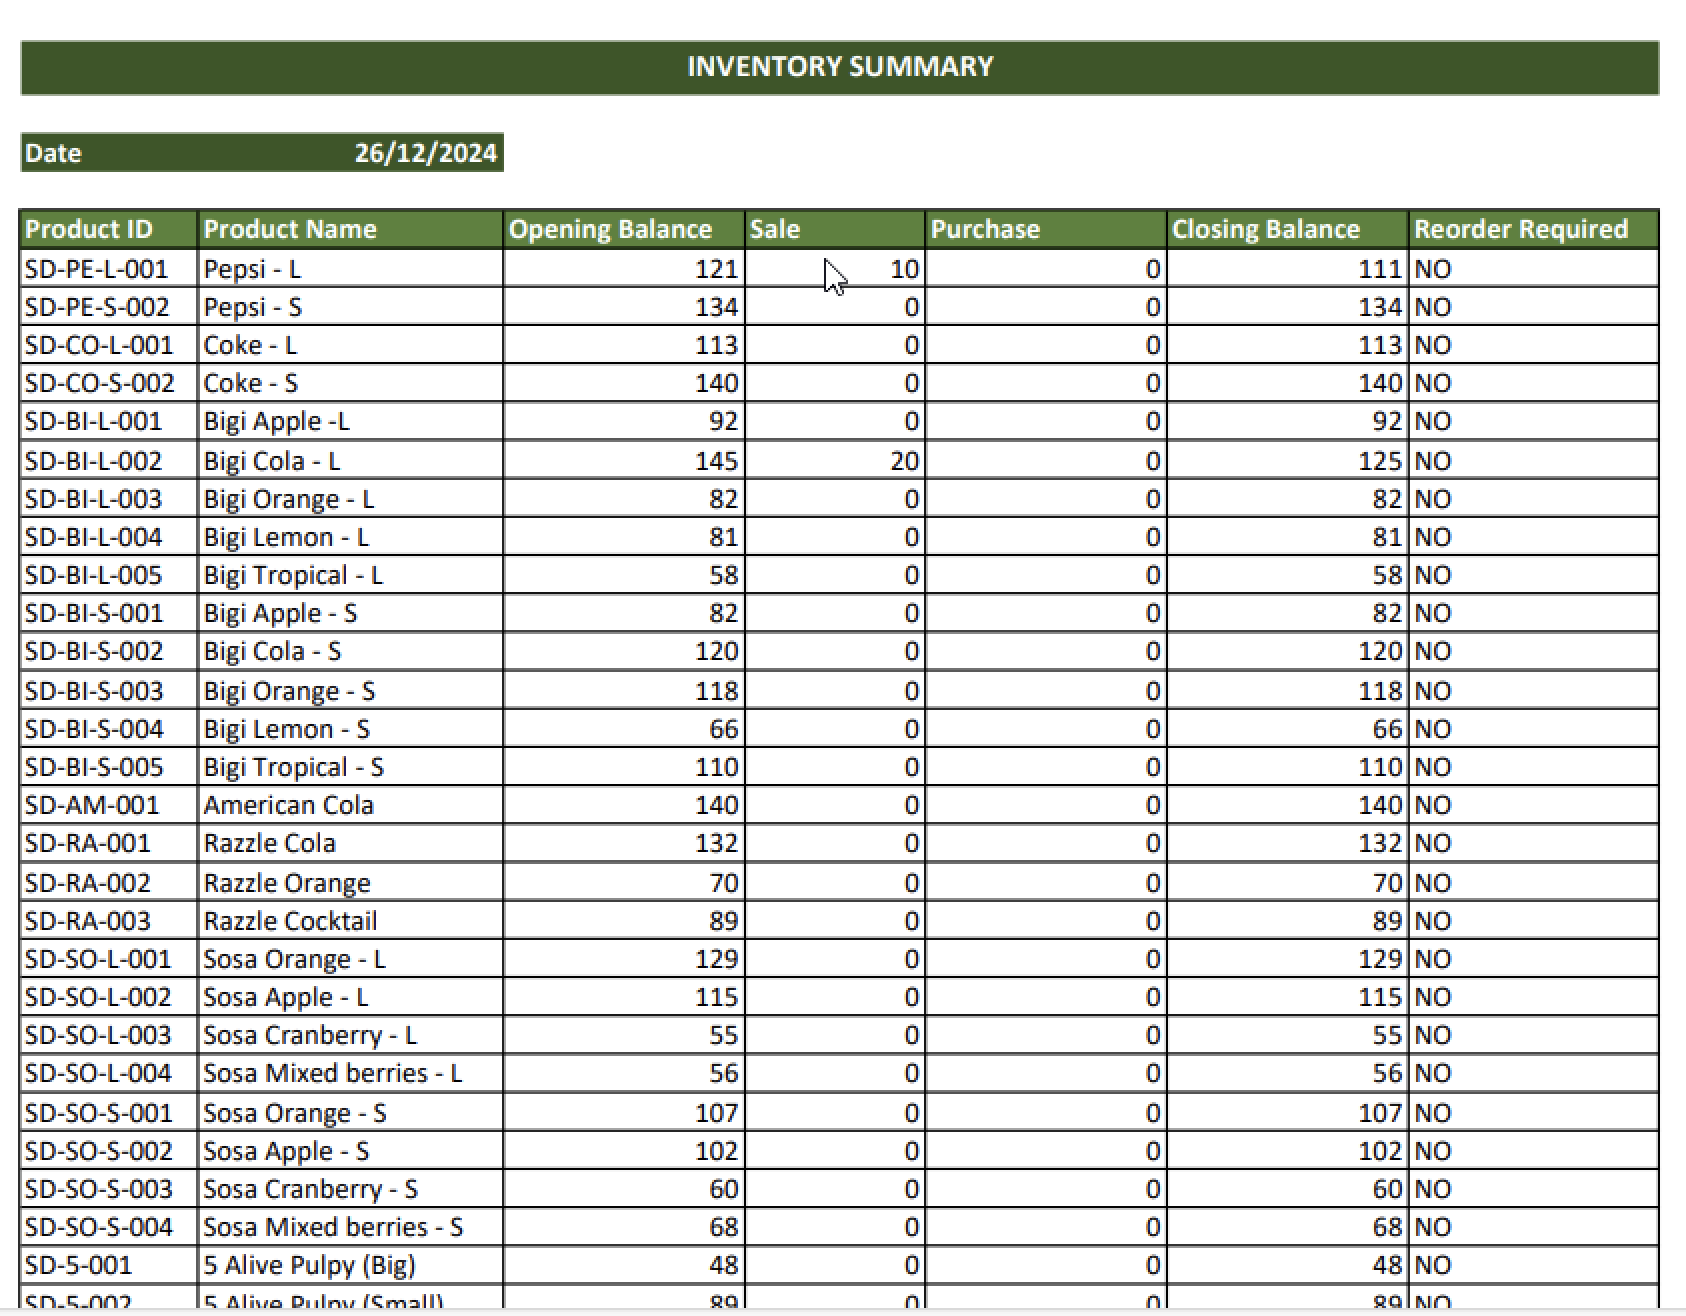 INVENTORY SUMMARY
Date 26/12/2024
Product ID Product Name Opening Balance Sale Purchase Closing Balance Reorder Required
SD-PE-L-001 Pepsi - L 121 10 0 111 NO
SD-PE-S-002 Pepsi - S 134 0 0 134 NO
SD-CO-L-001 Coke - L 113 0 0 113 NO
SD-CO-S-002 Coke - S 140 0 0 140 NO
SD-BI-L-001 Bigi Apple -L 92 0 0 92 NO
SD-BI-L-002 Bigi Cola - L 145 20 0 125 NO
SD-BI-L-003 Bigi Orange - L 82 0 0 82 NO
SD-BI-L-004 Bigi Lemon - L 81 0 0 81 NO
SD-BI-L-005 Bigi Tropical - L 58 0 0 58 NO
SD-BI-S-001 Bigi Apple - S 82 0 0 82 NO
SD-BI-S-002 Bigi Cola - S 120 0 0 120 NO
SD-BI-S-003 Bigi Orange - S 118 0 0 118 NO
SD-BI-S-004 Bigi Lemon - S 66 0 0 66 NO
SD-BI-S-005 Bigi Tropical - S 110 0 0 110 NO
SD-AM-001 American Cola 140 0 0 140 NO
SD-RA-001 Razzle Cola 132 0 0 132 NO
SD-RA-002 Razzle Orange 70 0 0 70 NO
SD-RA-003 Razzle Cocktail 89 0 0 89 NO
SD-SO-L-001 Sosa Orange - L 129 0 0 129 NO
SD-SO-L-002 Sosa Apple - L 115 0 0 115 NO
SD-SO-L-003 Sosa Cranberry - L 55 0 0 55 NO
SD-SO-L-004 Sosa Mixed berries - L 56 0 0 56 NO
SD-SO-S-001 Sosa Orange - S 107 0 0 107 NO
SD-SO-S-002 Sosa Apple - S 102 0 0 102 NO
SD-SO-S-003 Sosa Cranberry - S 60 0 0 60 NO
SD-SO-S-004 Sosa Mixed berries - S 68 0 0 68 NO
SD-5-001 5 Alive Pulpy (Big) 48 0 0 48 NO
SD-5-002 5 Alive Pulpy (Small) 89 0 0 89 NO